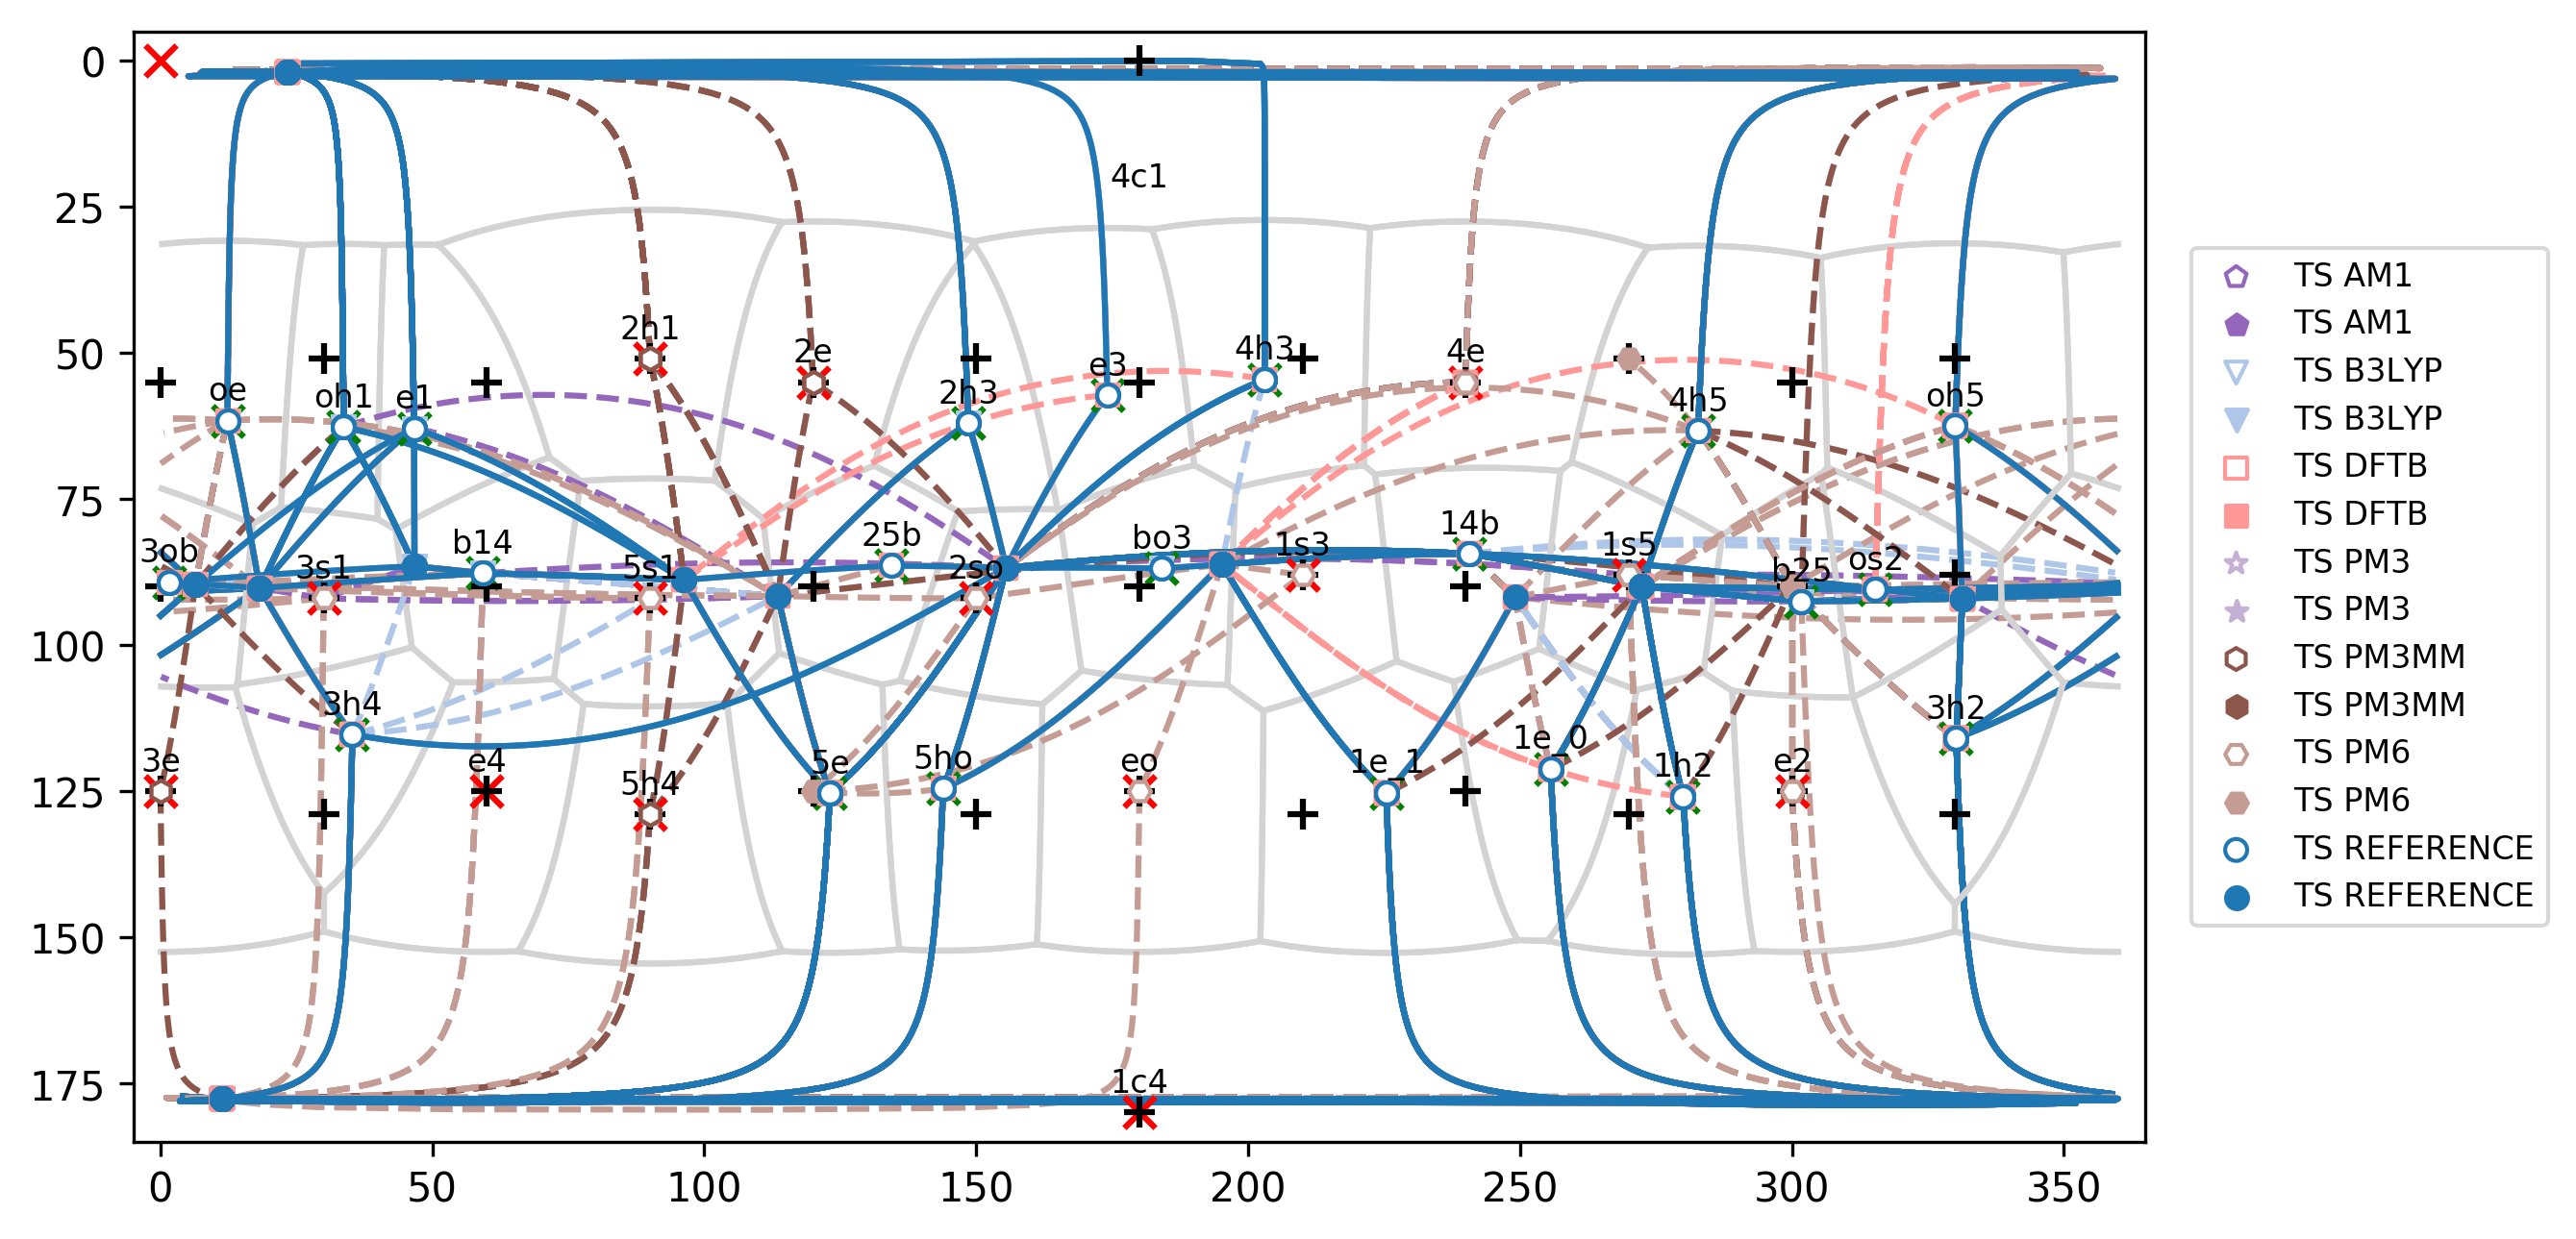 0
25
50
75
100
125
150
175
0
50
100
150
200
250
300
350
4c1
2h1
2e
4h3
4e
e3
oe
oh1
e1
2h3
4h5
oh5
3ob
b14
25b
bo3
14b
1s3
1s5
3s1
5s1
2so
b25
os2
3h4
3h2
3e
e4
5h4
5e
5ho
eo
1e_1
1e_0
1h2
e2
1c4
TS AM1
TS AM1
TS B3LYP
TS B3LYP
TS DFTB
TS DFTB
TS PM3
TS PM3
TS PM3MM
TS PM3MM
TS PM6
TS PM6
TS REFERENCE
TS REFERENCE